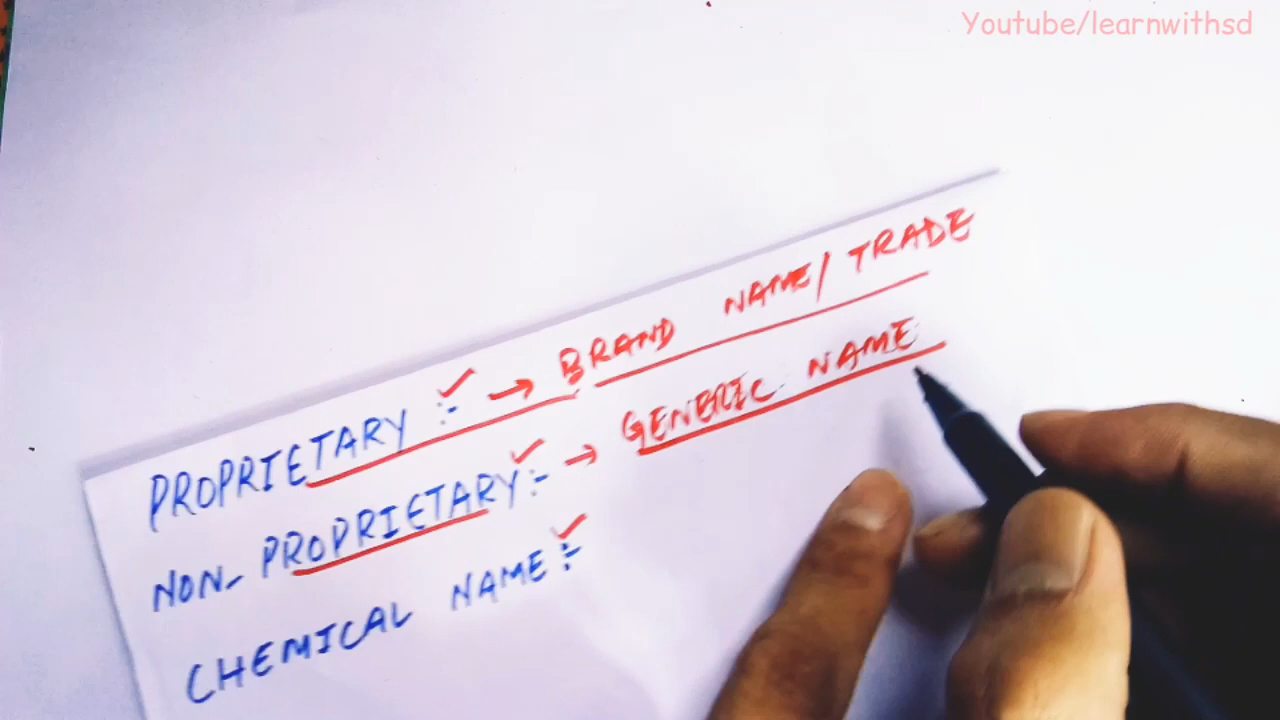 Youtube/learnwithsd
PROPRIETARY :- → BRAND NAME/ TRADE
NON- PROPRIETARY :- → GENERIC NAME
CHEMICAL NAME :-